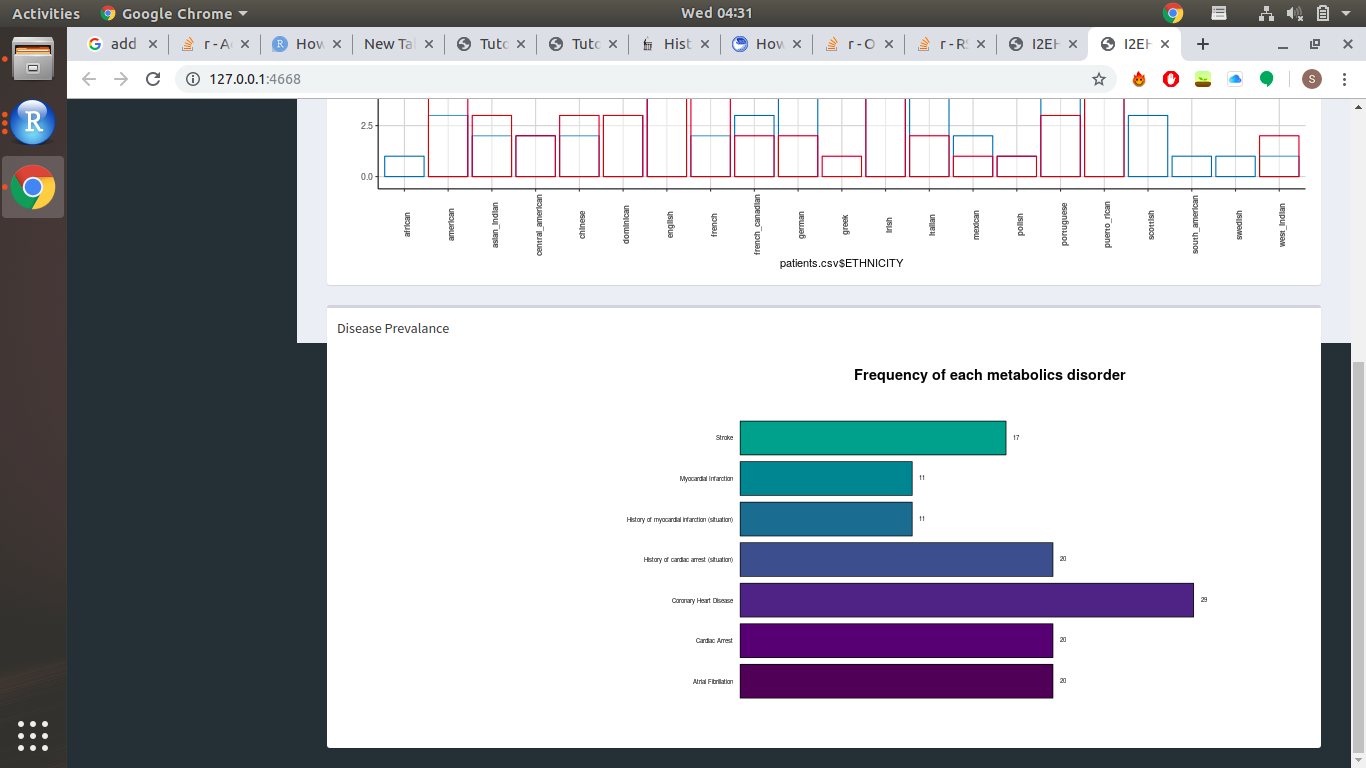 Activities Google Chrome Wed 04:31
add r - A How New Ta Tuto Tuto Hist How r - O r - R I2EH I2EH
127.0.0.1:4668 S
2.5
0.0
african american asian_indian central_american chinese dominican english french french_canadian german greek irish italian mexican polish portuguese puerto_rican scottish south_american swedish west_indian
patients.csv$ETHNICITY
Disease Prevalance
Frequency of each metabolics disorder
Stroke 17
Myocardial Infarction 11
History of myocardial infarction (situation) 11
History of cardiac arrest (situation) 20
Coronary Heart Disease 29
Cardiac Arrest 20
Atrial Fibrillation 20